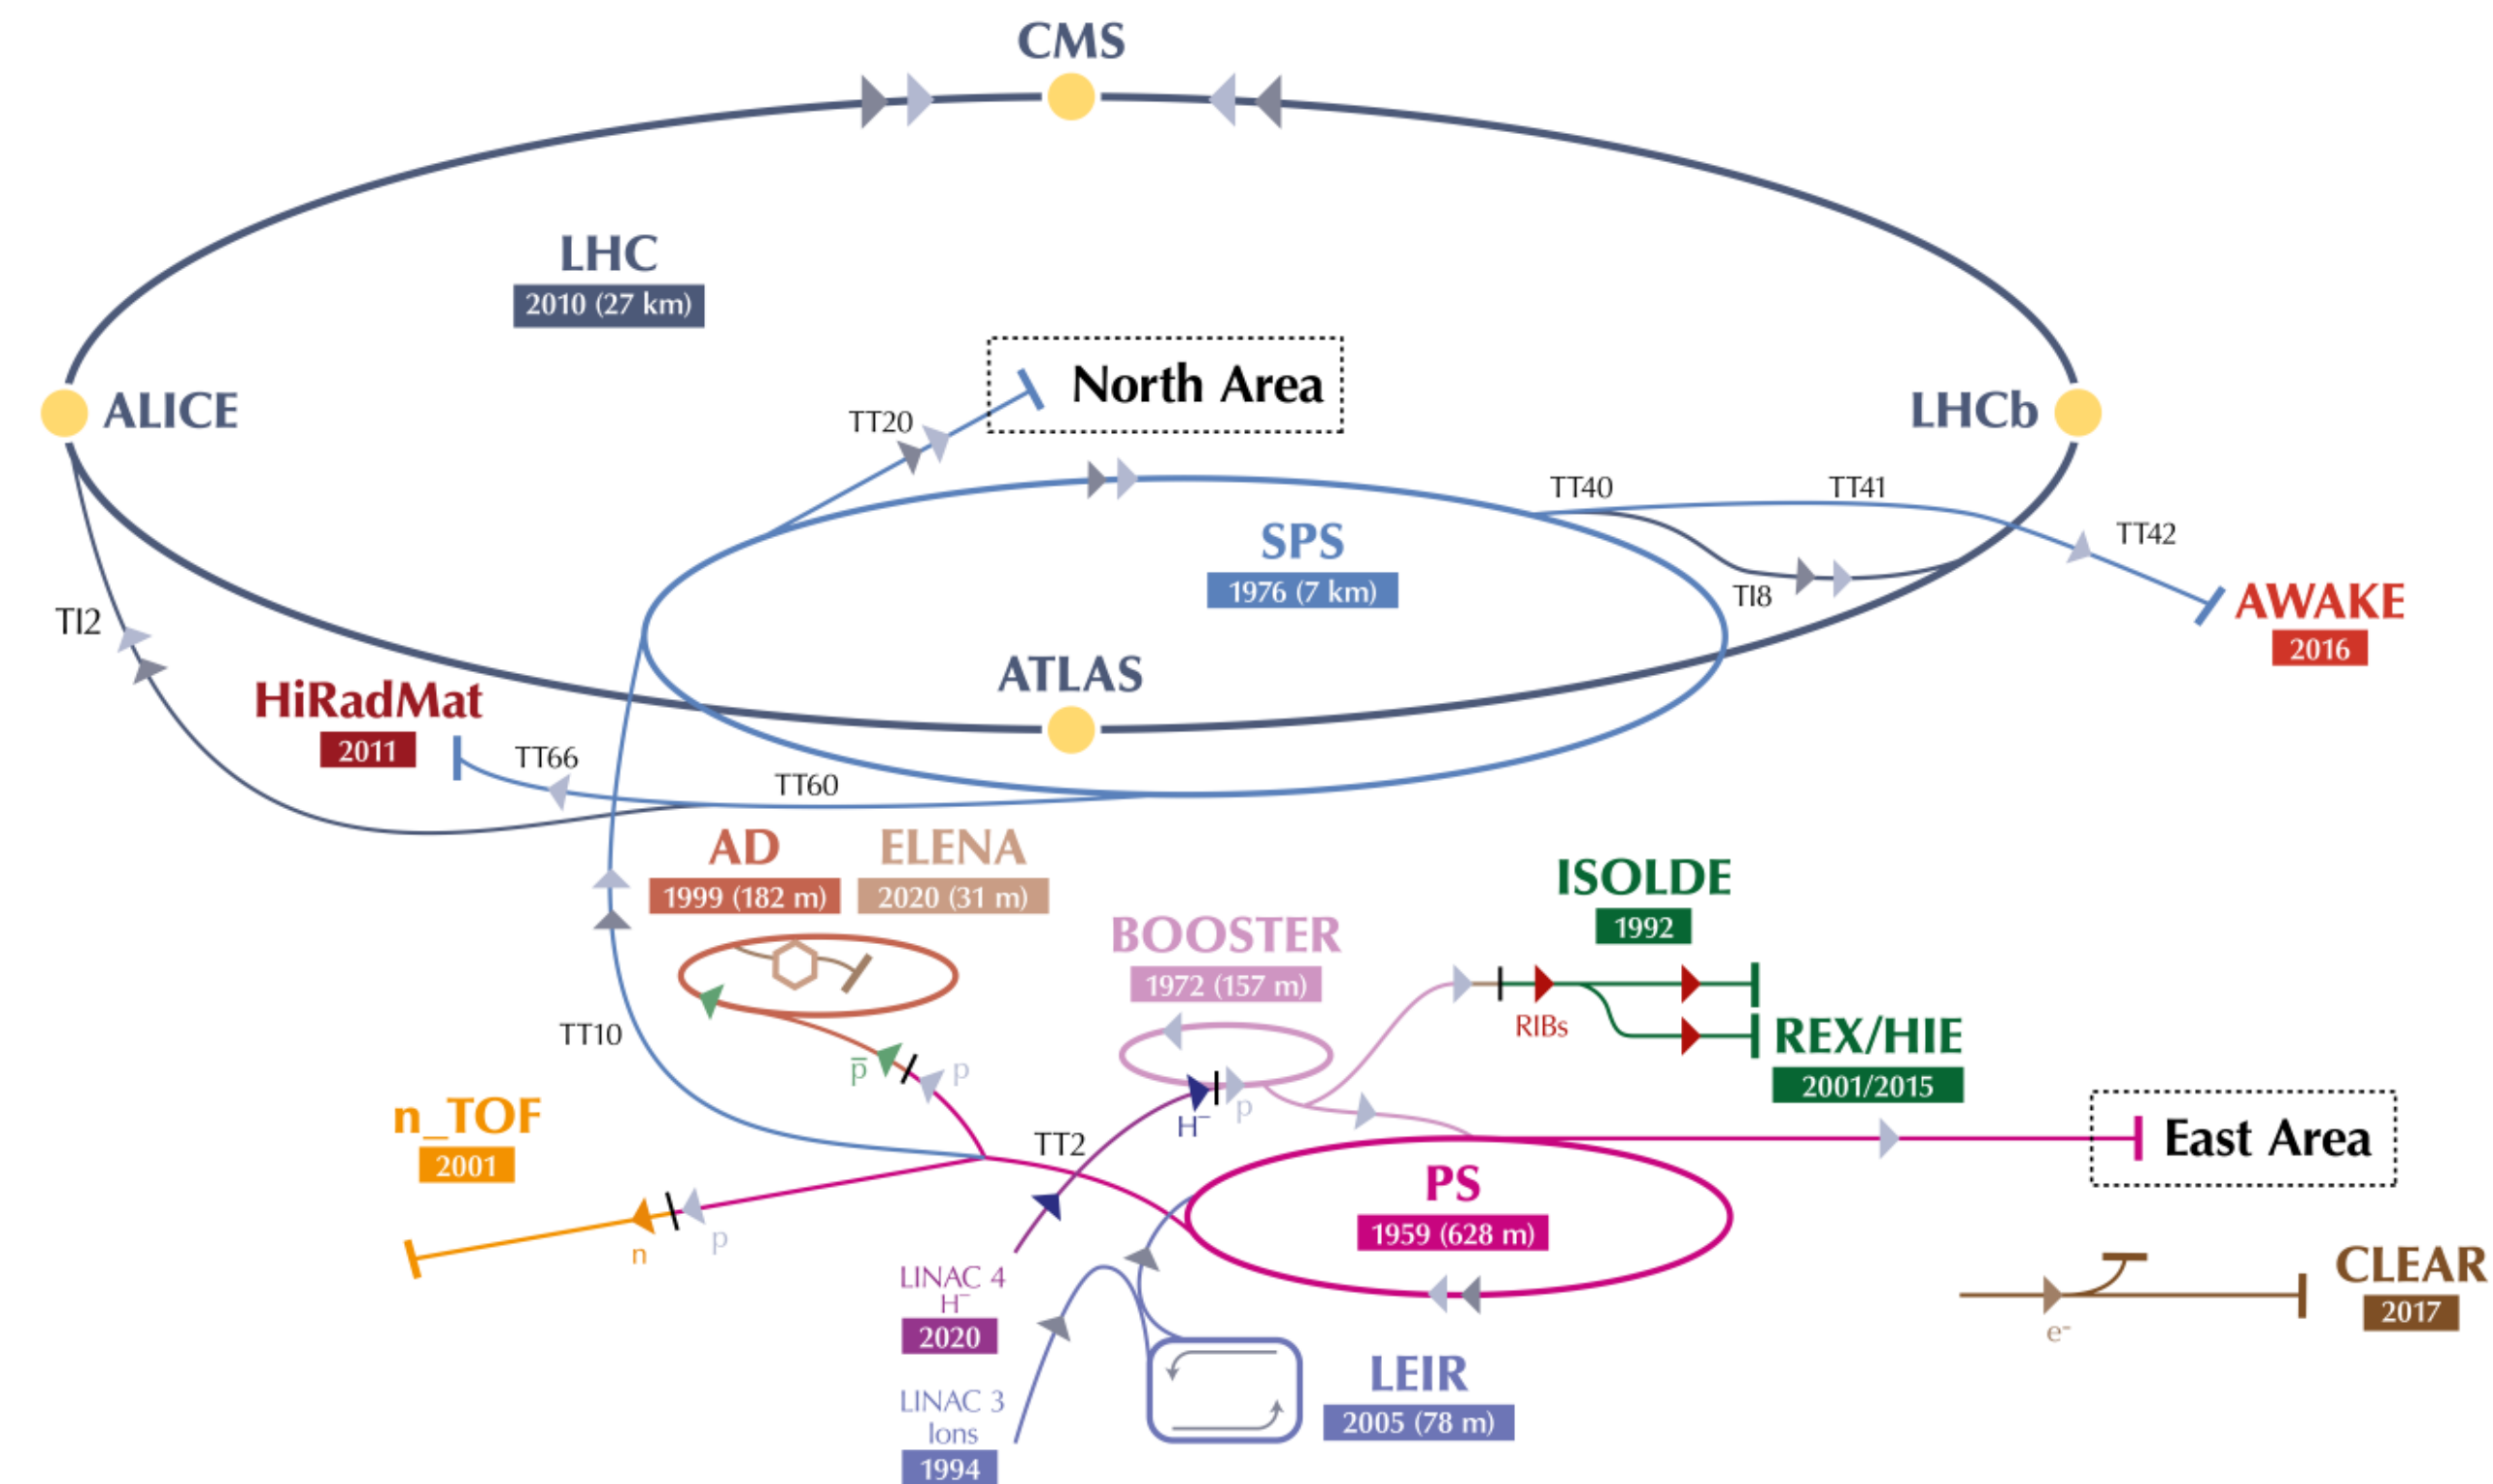 CMS
LHC
2010 (27 km)
North Area
ALICE
TT20
LHCb
TT40
TT41
TT42
SPS
1976 (7 km)
TI8
AWAKE
2016
TI2
ATLAS
HiRadMat
2011
TT66
TT60
AD
1999 (182 m)
ELENA
2020 (31 m)
ISOLDE
1992
BOOSTER
1972 (157 m)
RIBs
REX/HIE
2001/2015
TT10
p̅
p
H⁻
p
n_TOF
2001
TT2
East Area
PS
1959 (628 m)
n
p
LINAC 4
H⁻
2020
CLEAR
2017
e⁻
LEIR
2005 (78 m)
LINAC 3
Ions
1994